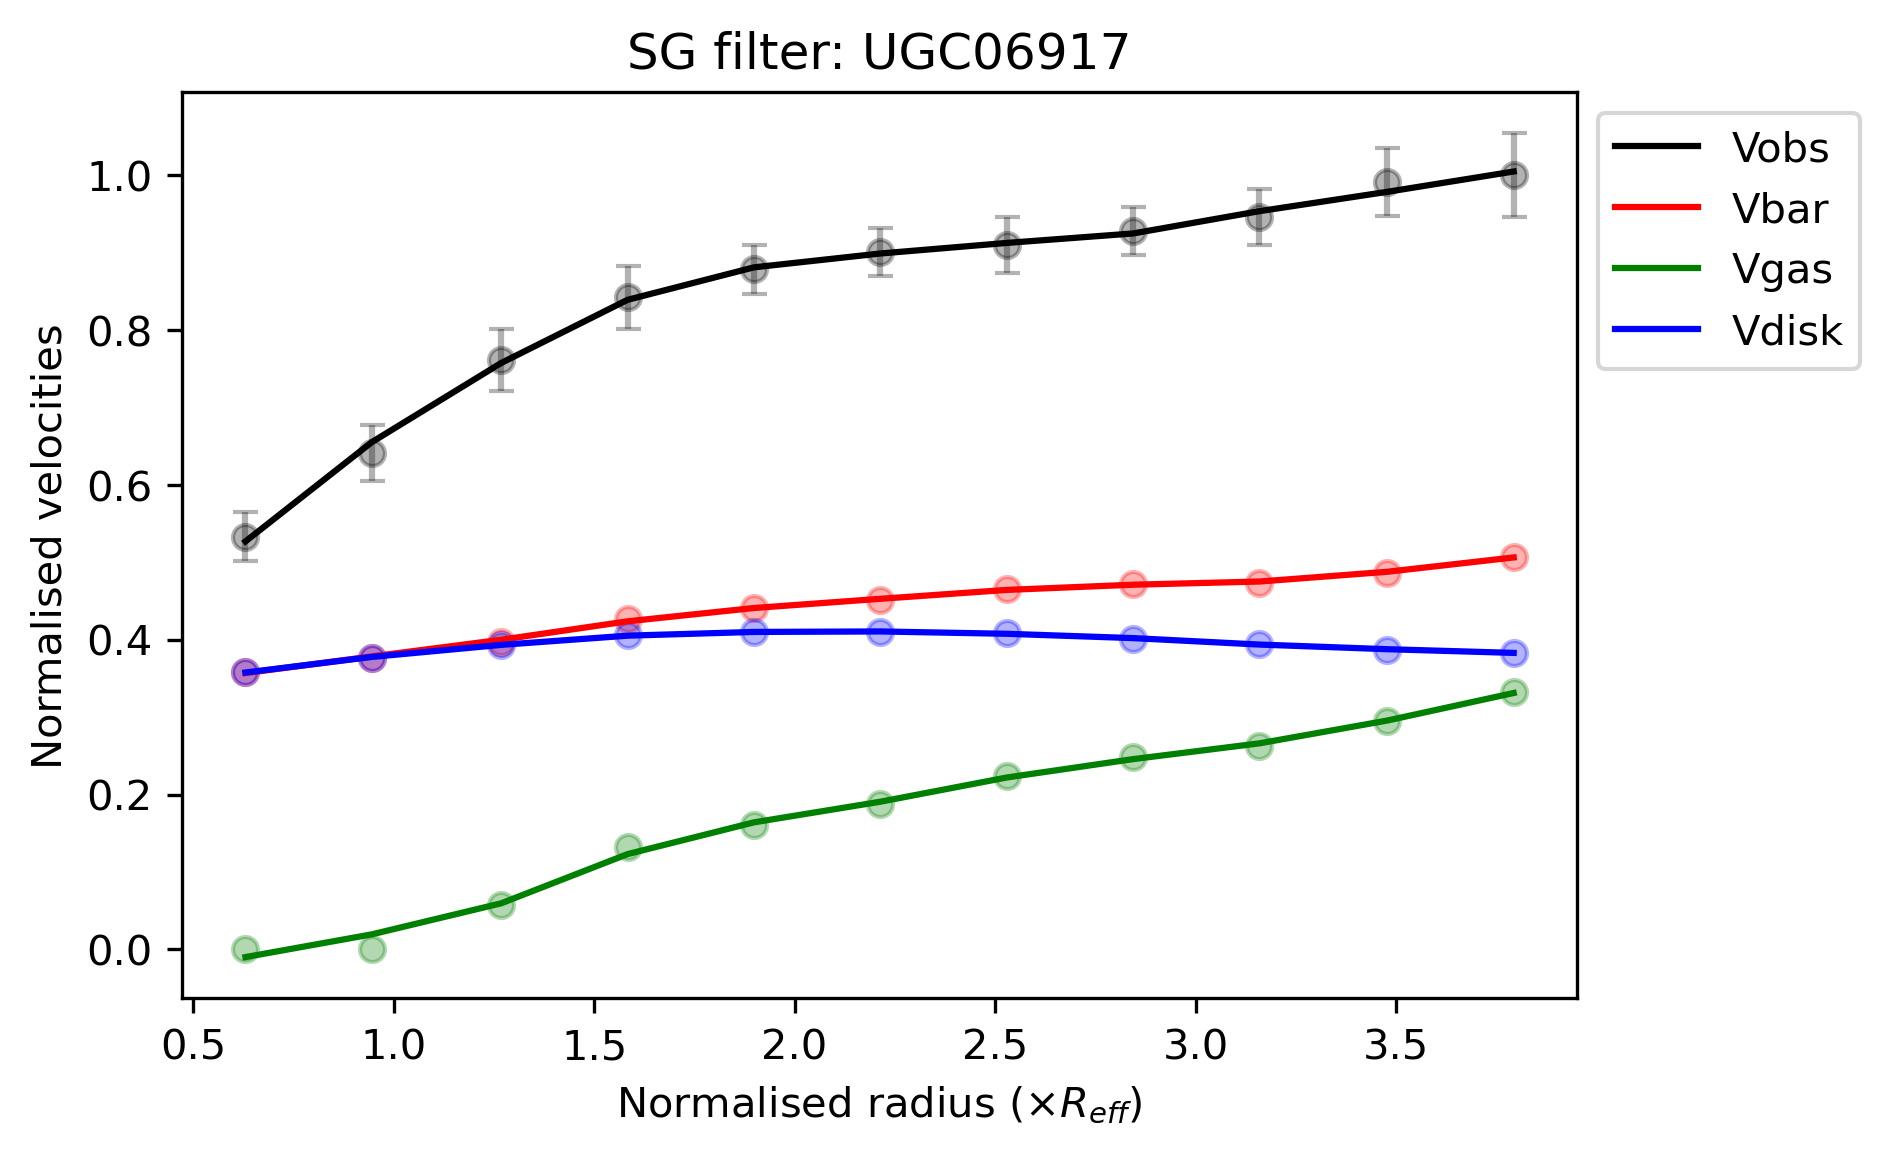 SG filter: UGC06917
Vobs
Vbar
Vgas
Vdisk
Normalised velocities
1.0
0.8
0.6
0.4
0.2
0.0
0.5 1.0 1.5 2.0 2.5 3.0 3.5
Normalised radius (×R_eff)